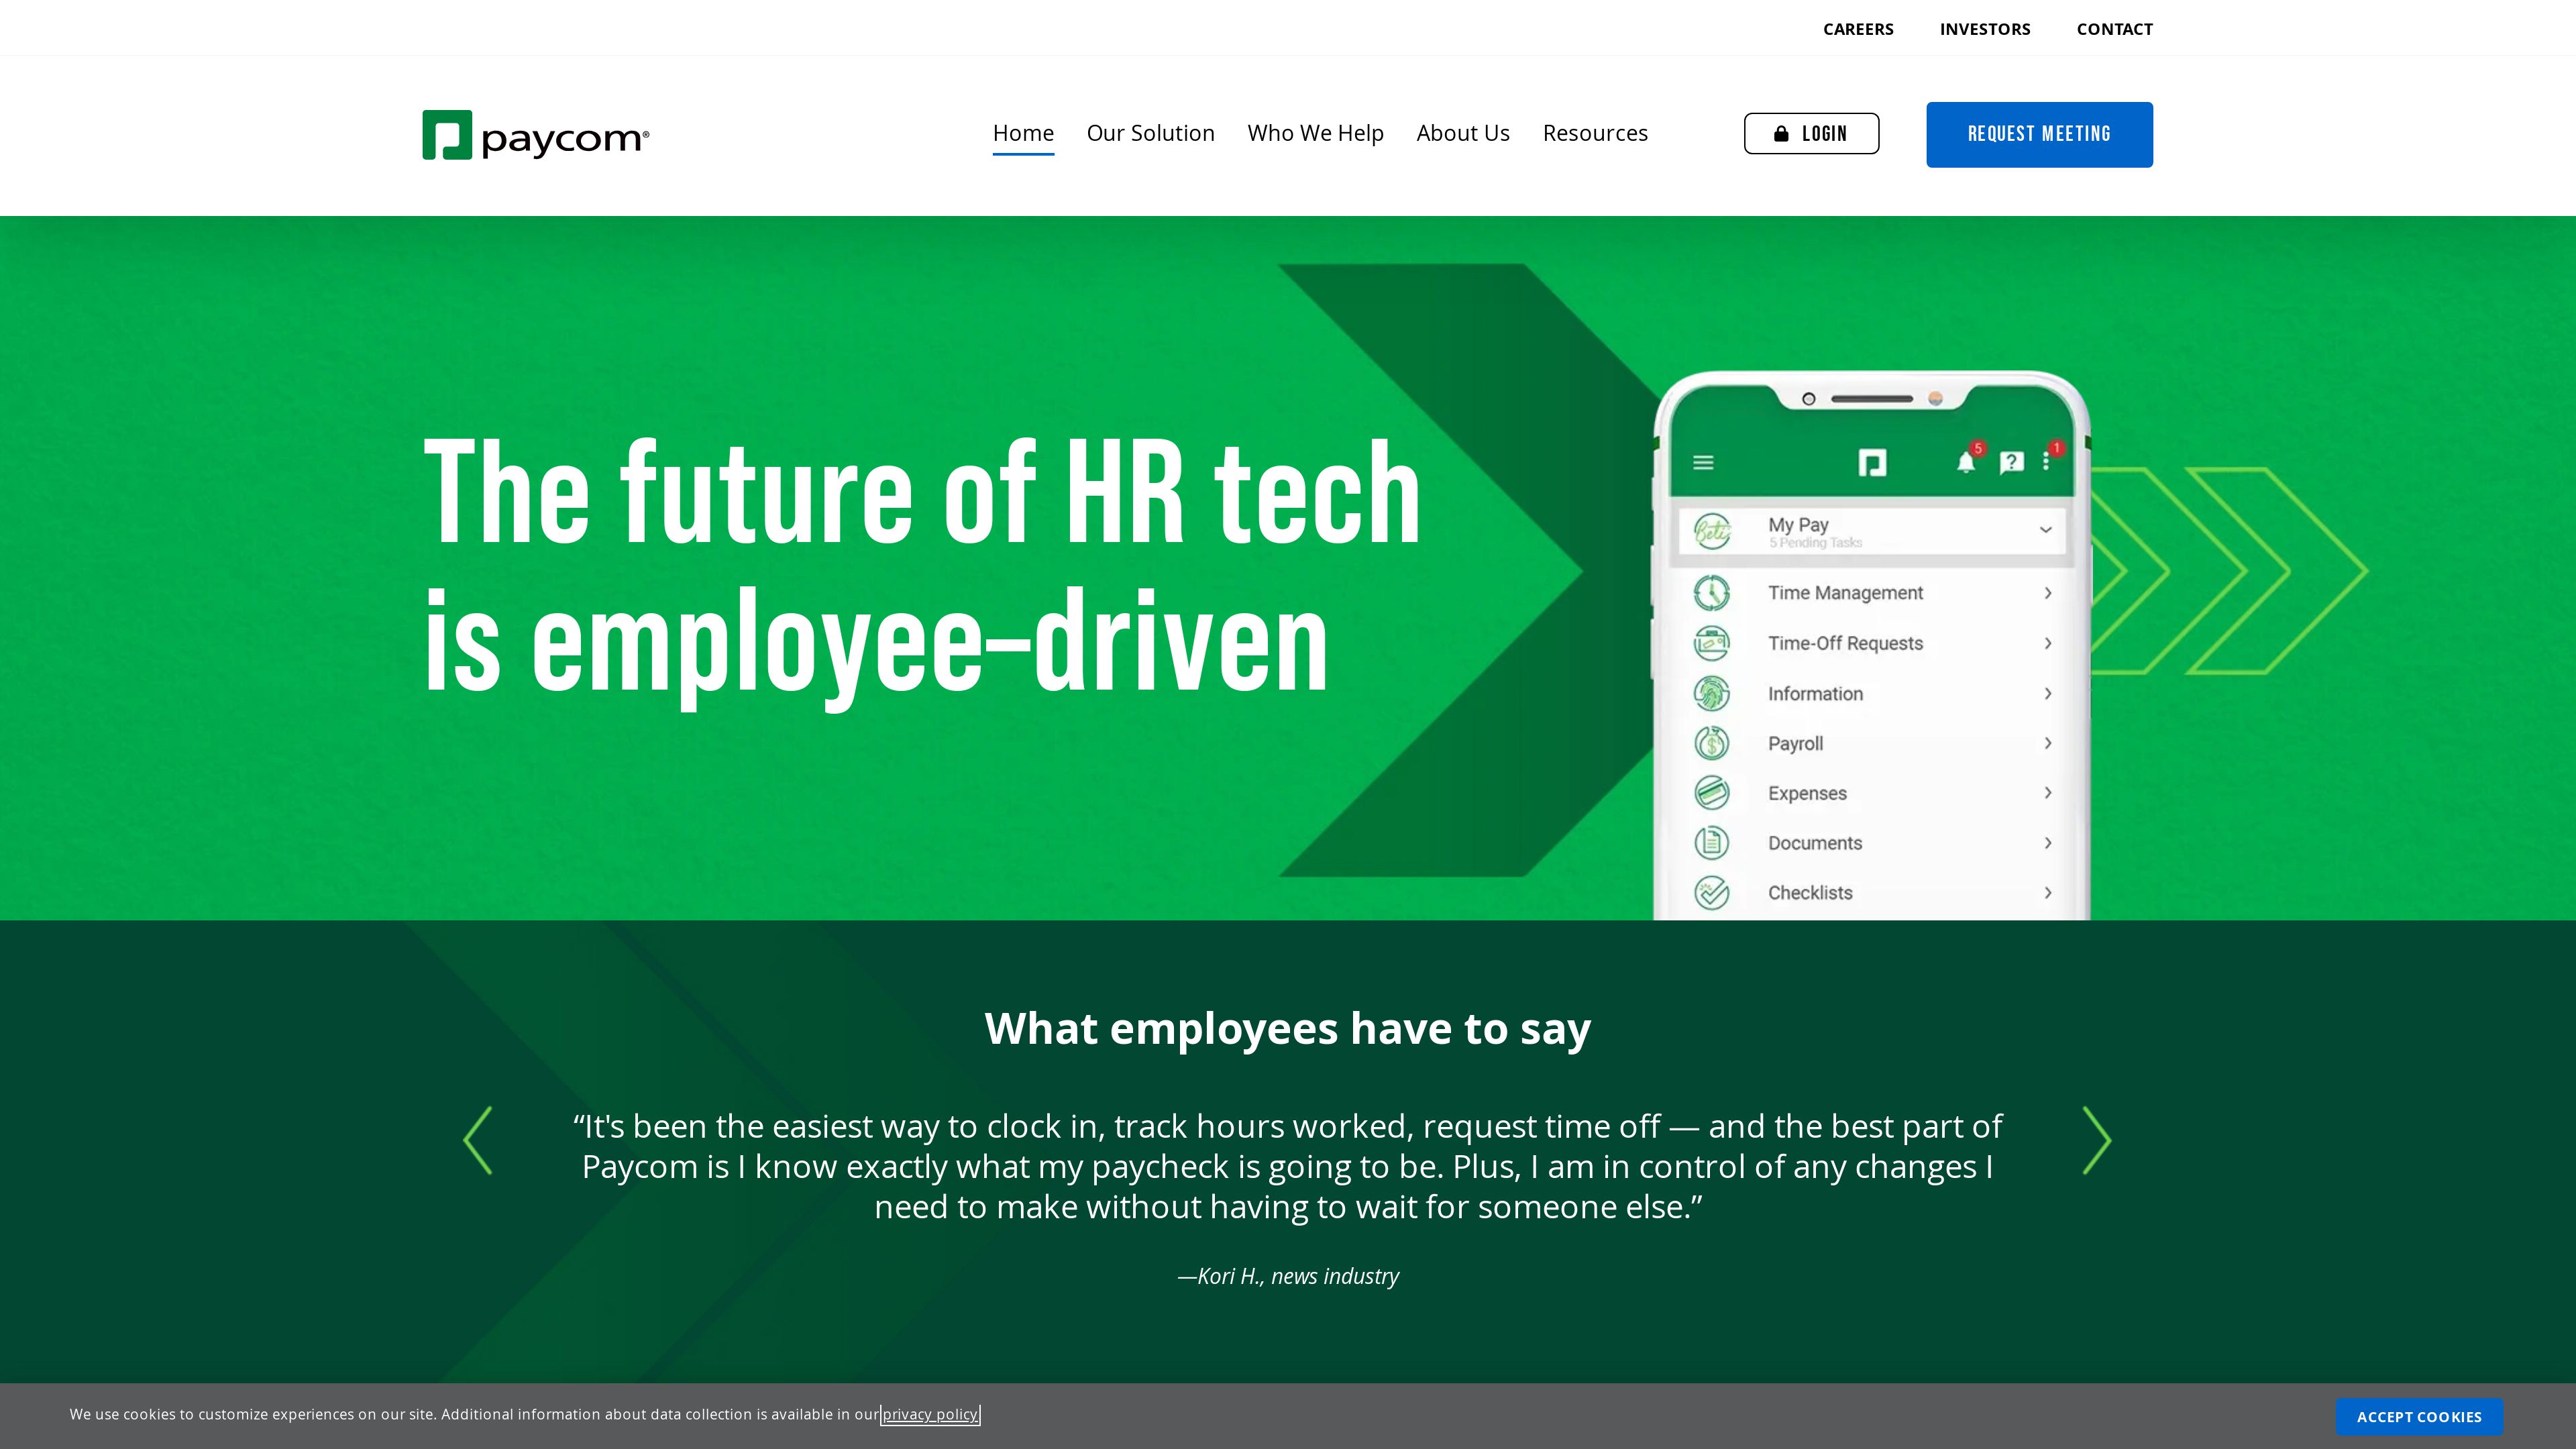 CAREERS INVESTORS CONTACT
paycom®
Home Our Solution Who We Help About Us Resources LOGIN REQUEST MEETING
The future of HR tech
is employee–driven
5
1
Beti
My Pay
5 Pending Tasks
Time Management
Time-Off Requests
Information
Payroll
Expenses
Documents
Checklists
What employees have to say
“It's been the easiest way to clock in, track hours worked, request time off — and the best part of
Paycom is I know exactly what my paycheck is going to be. Plus, I am in control of any changes I
need to make without having to wait for someone else.”
—Kori H., news industry
We use cookies to customize experiences on our site. Additional information about data collection is available in our privacy policy
ACCEPT COOKIES